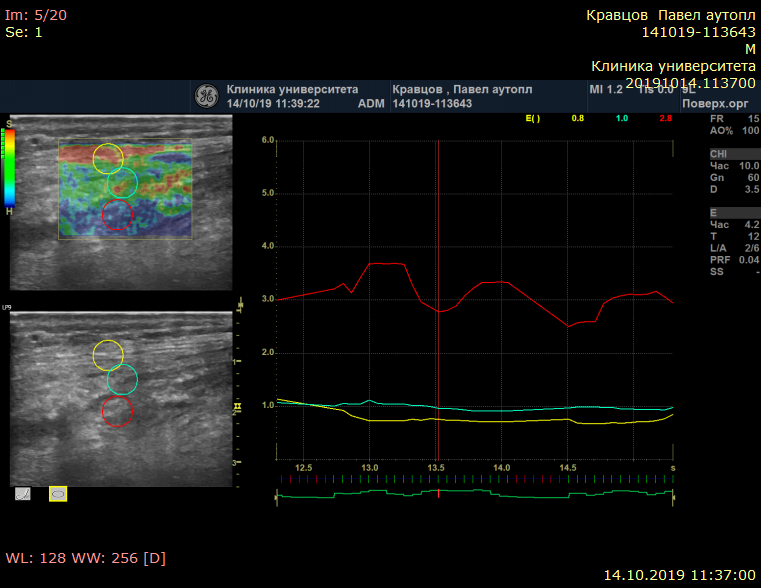 Im: 5/20
Se: 1
Кравцов Павел аутопл
141019-113643
M
Клиника университета
20191014.113700
Клиника университета
14/10/19 11:39:22 ADM
Кравцов , Павел аутопл
141019-113643
MI 1.2 TIs 0.0 9L
Поверх.орг
E( ) 0.8 1.0 2.8
FR 15
AO% 100
CHI
Час 10.0
Gn 60
D 3.5
E
Час 4.2
T 12
L/A 2/6
PRF 0.04
SS -
S
H
LP9
1
2
3
6.0
5.0
4.0
3.0
2.0
1.0
12.5 13.0 13.5 14.0 14.5 s
WL: 128 WW: 256 [D]
14.10.2019 11:37:00